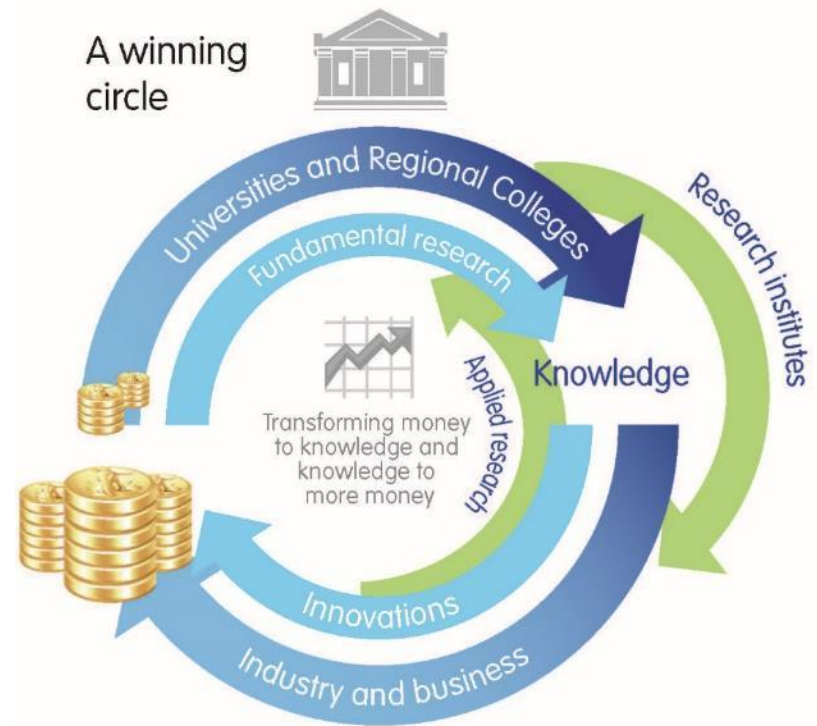 A winning
circle
Universities and Regional Colleges
Research institutes
Fundamental research
Knowledge
Applied research
Transforming money
to knowledge and
knowledge to
more money
Innovations
Industry and business